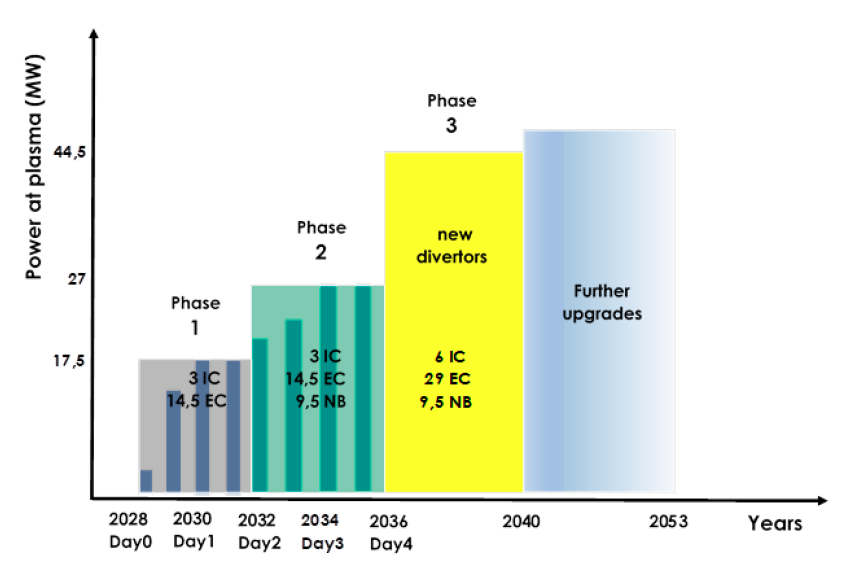 Power at plasma (MW)
44,5
27
17,5
Phase
1
3 IC
14,5 EC
Phase
2
3 IC
14,5 EC
9,5 NB
Phase
3
new
divertors
6 IC
29 EC
9,5 NB
Further
upgrades
2028
Day0
2030
Day1
2032
Day2
2034
Day3
2036
Day4
2040
2053
Years